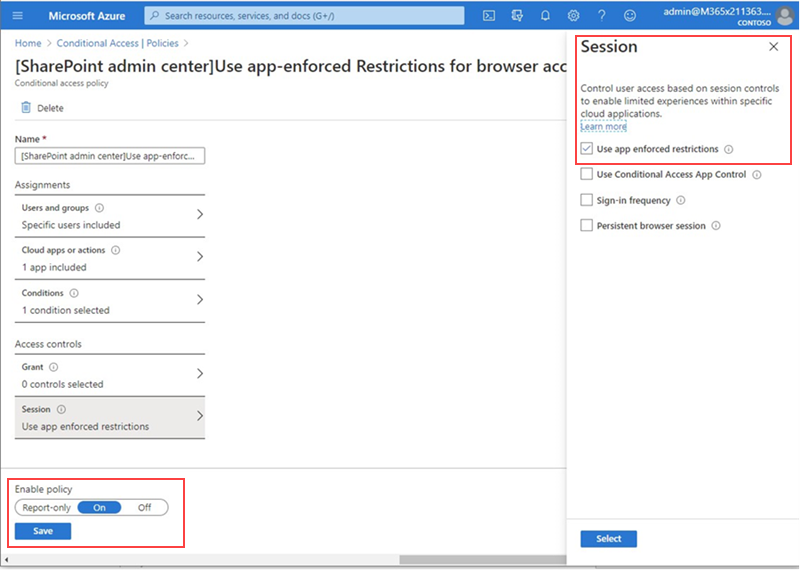 Microsoft Azure
Search resources, services, and docs (G+/)
admin@M365x211363....
CONTOSO
Home > Conditional Access | Policies >
[SharePoint admin center]Use app-enforced Restrictions for browser acc
Conditional access policy
Delete
Name *
[SharePoint admin center]Use app-enforc...
Assignments
Users and groups
Specific users included
Cloud apps or actions
1 app included
Conditions
1 condition selected
Access controls
Grant
0 controls selected
Session
Use app enforced restrictions
Enable policy
Report-only On Off
Save
Session
Control user access based on session controls
to enable limited experiences within specific
cloud applications.
Learn more
Use app enforced restrictions
Use Conditional Access App Control
Sign-in frequency
Persistent browser session
Select